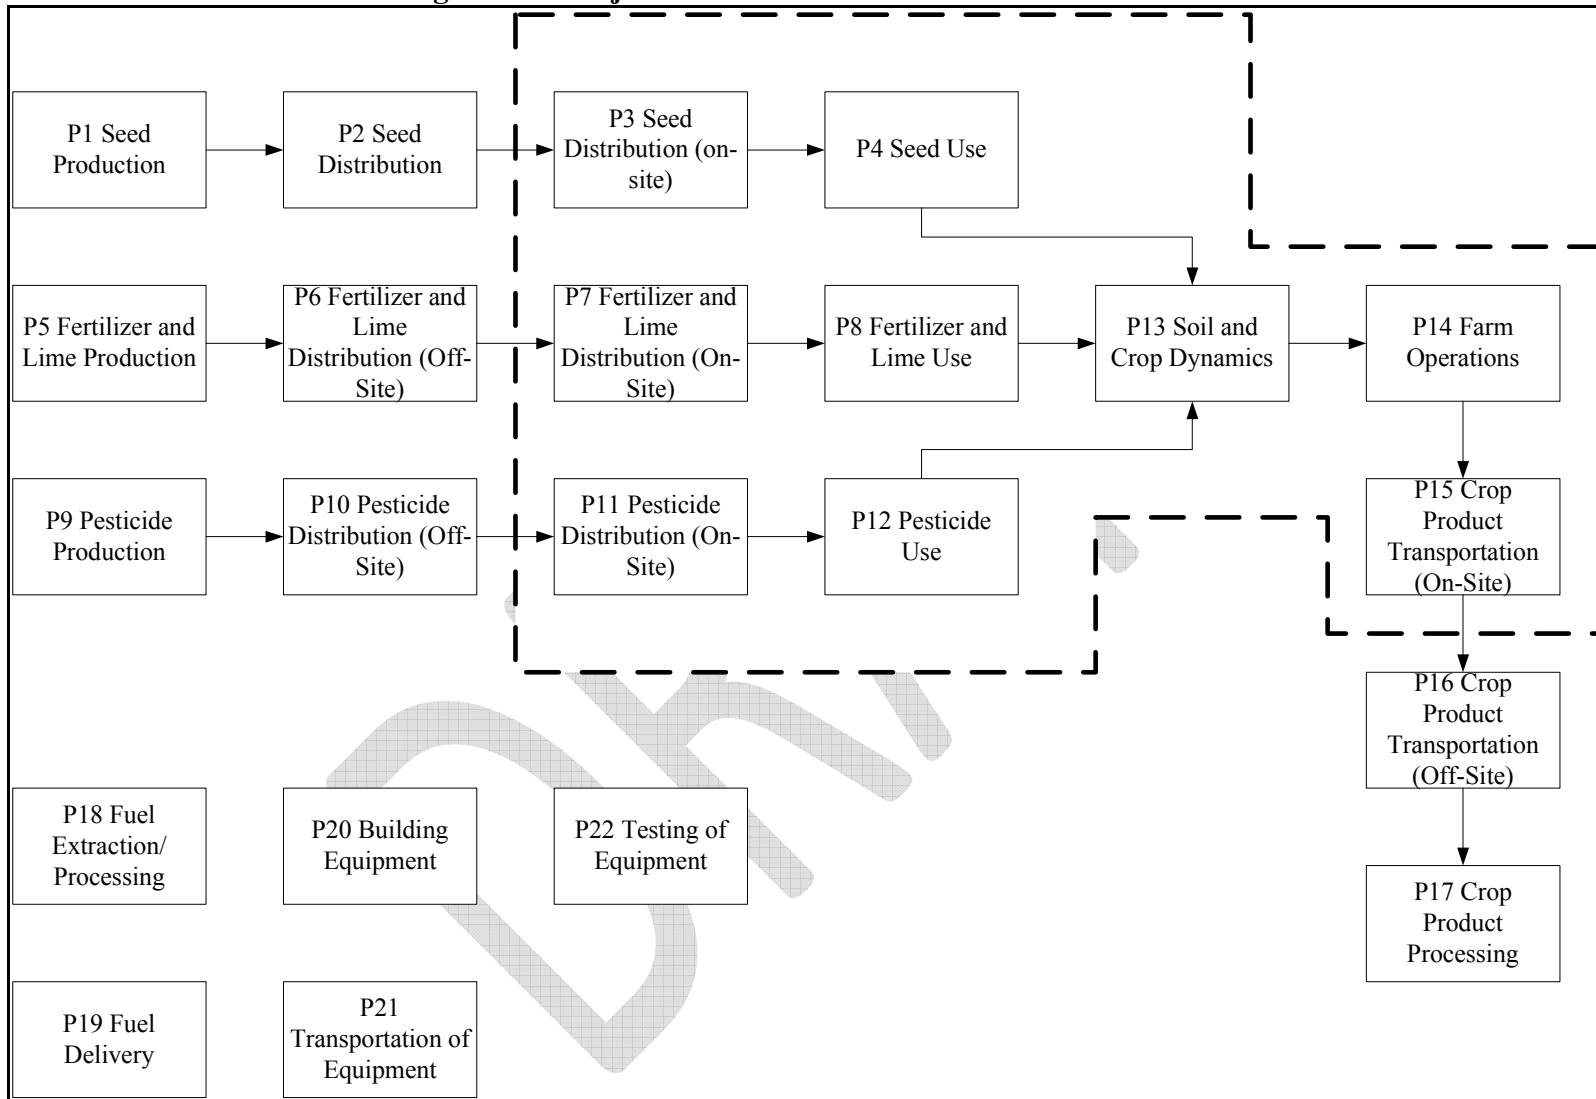 P1 Seed
Production
P2 Seed
Distribution
P3 Seed
Distribution (on-
site)
P4 Seed Use
P5 Fertilizer and
Lime Production
P6 Fertilizer and
Lime
Distribution (Off-
Site)
P7 Fertilizer and
Lime
Distribution (On-
Site)
P8 Fertilizer and
Lime Use
P13 Soil and
Crop Dynamics
P14 Farm
Operations
P9 Pesticide
Production
P10 Pesticide
Distribution (Off-
Site)
P11 Pesticide
Distribution (On-
Site)
P12 Pesticide
Use
P15 Crop
Product
Transportation
(On-Site)
P16 Crop
Product
Transportation
(Off-Site)
P18 Fuel
Extraction/
Processing
P20 Building
Equipment
P22 Testing of
Equipment
P17 Crop
Product
Processing
P19 Fuel
Delivery
P21
Transportation of
Equipment